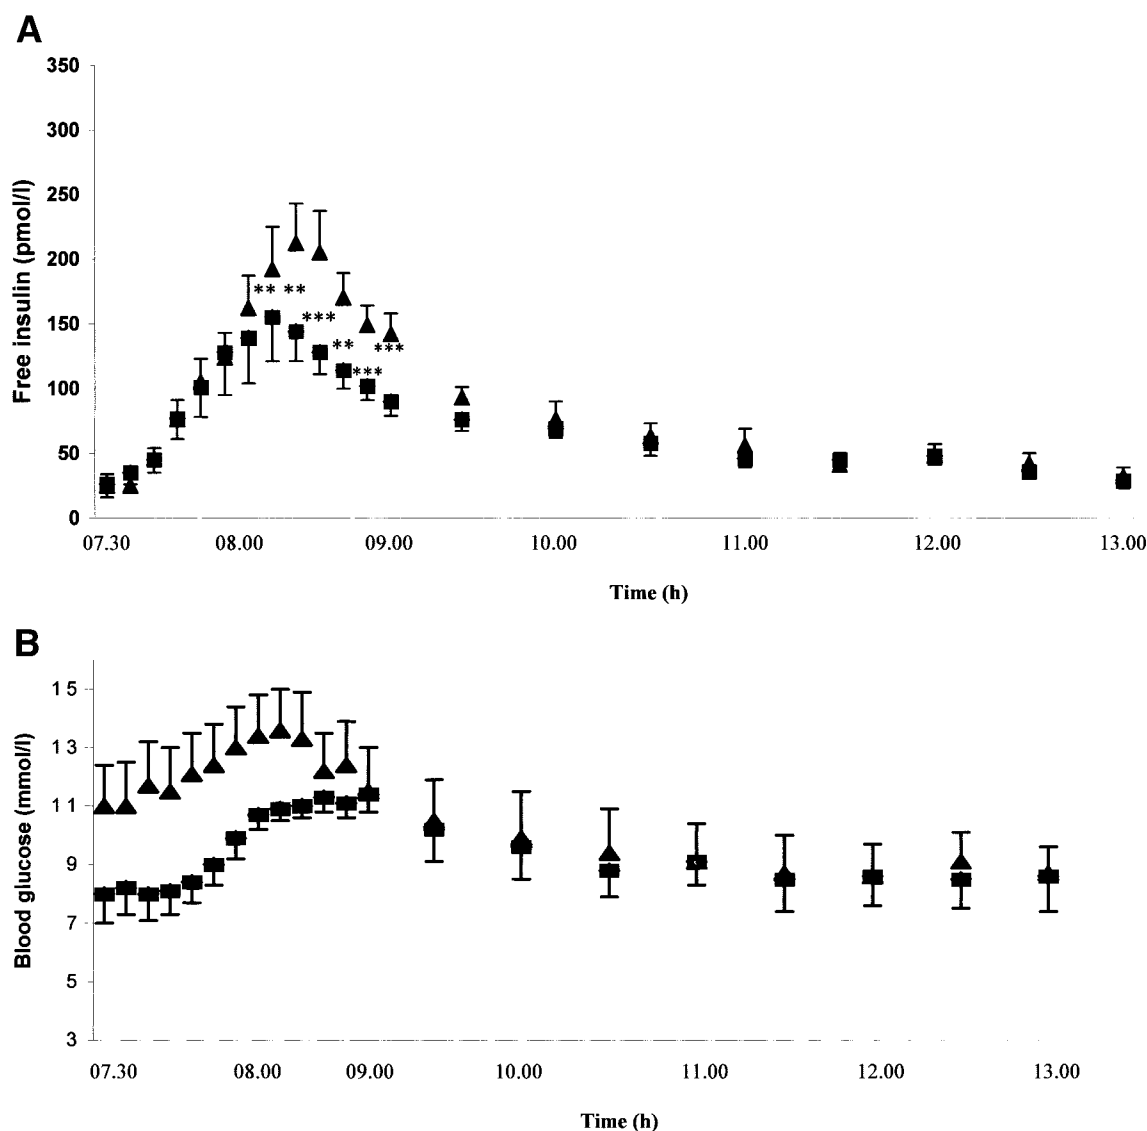 A
350
300
250
200
150
100
50
0
Free insulin (pmol/l)
** **
***
** ***
***
07.30 08.00 09.00 10.00 11.00 12.00 13.00
Time (h)
B
15
13
11
9
7
5
3
Blood glucose (mmol/l)
07.30 08.00 09.00 10.00 11.00 12.00 13.00
Time (h)